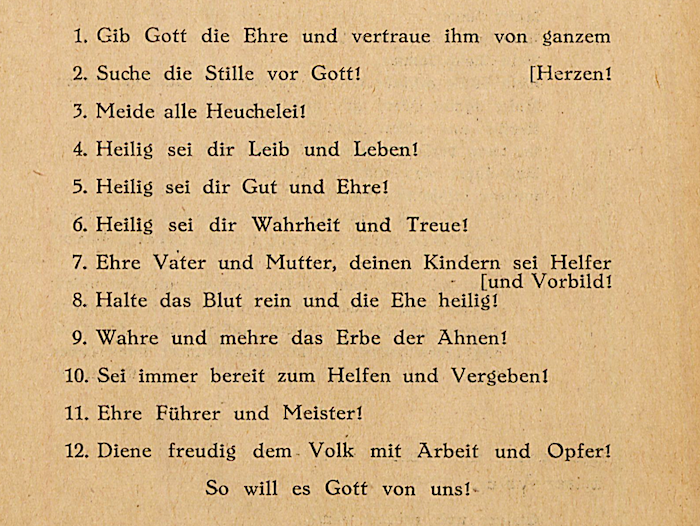 1. Gib Gott die Ehre und vertraue ihm von ganzem
2. Suche die Stille vor Gott! [Herzen!
3. Meide alle Heuchelei!
4. Heilig sei dir Leib und Leben!
5. Heilig sei dir Gut und Ehre!
6. Heilig sei dir Wahrheit und Treue!
7. Ehre Vater und Mutter, deinen Kindern sei Helfer
[und Vorbild!
8. Halte das Blut rein und die Ehe heilig!
9. Wahre und mehre das Erbe der Ahnen!
10. Sei immer bereit zum Helfen und Vergeben!
11. Ehre Führer und Meister!
12. Diene freudig dem Volk mit Arbeit und Opfer!
So will es Gott von uns!